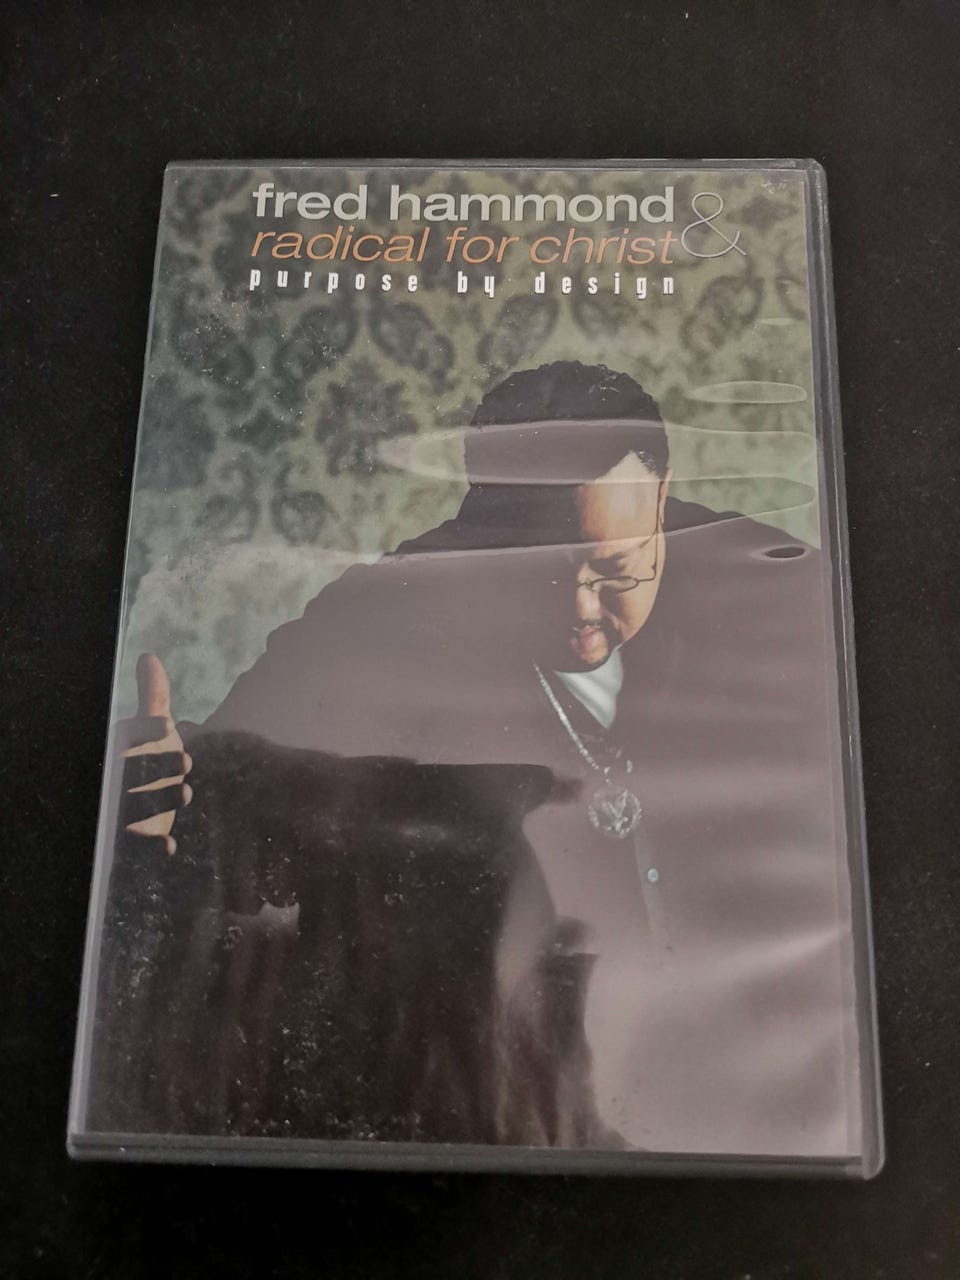 fred hammond &
radical for christ
purpose by design